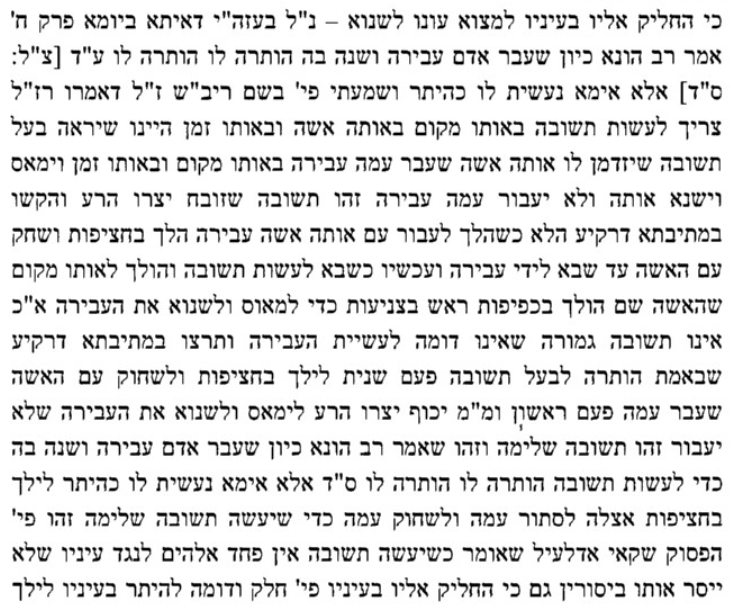 כי החליק אליו בעיניו למצוא עונו לשנוא – נ"ל בעזה"י דאיתא ביומא פרק ח'
אמר רב הונא כיון שעבר אדם עבירה ושנה בה הותרה לו הותרה לו ע"ד [צ"ל:
ס"ד] אלא אימא נעשית לו כהיתר ושמעתי פי' בשם ריב"ש ז"ל דאמרו רז"ל
צריך לעשות תשובה באותו מקום באותה אשה ובאותו זמן היינו שיראה בעל
תשובה שיזדמן לו אותה אשה שעבר עמה עבירה באותו מקום ובאותו זמן וימאס
וישנא אותה ולא יעבור עמה עבירה זהו תשובה שזובח יצרו הרע והקשו
במתיבתא דרקיע הלא כשהלך לעבור עם אותה אשה עבירה הלך בחציפות ושחק
עם האשה עד שבא לידי עבירה ועכשיו כשבא לעשות תשובה והולך לאותו מקום
שהאשה שם הולך בכפיפות ראש בצניעות כדי למאוס ולשנוא את העבירה א"כ
אינו תשובה גמורה שאינו דומה לעשיית העבירה ותרצו במתיבתא דרקיע
שבאמת הותרה לבעל תשובה פעם שנית לילך בחציפות ולשחוק עם האשה
שעבר עמה פעם ראשון ומ"מ יכוף יצרו הרע לימאס ולשנוא את העבירה שלא
יעבור זהו תשובה שלימה וזהו שאמר רב הונא כיון שעבר אדם עבירה ושנה בה
כדי לעשות תשובה הותרה לו הותרה לו ס"ד אלא אימא נעשית לו כהיתר לילך
בחציפות אצלה לסתור עמה ולשחוק עמה כדי שיעשה תשובה שלימה זהו פי'
הפסוק שקאי אדלעיל שאומר כשיעשה תשובה אין פחד אלהים לנגד עיניו שלא
ייסר אותו ביסורין גם כי החליק אליו בעיניו פי' חלק ודומה להיתר בעיניו לילך